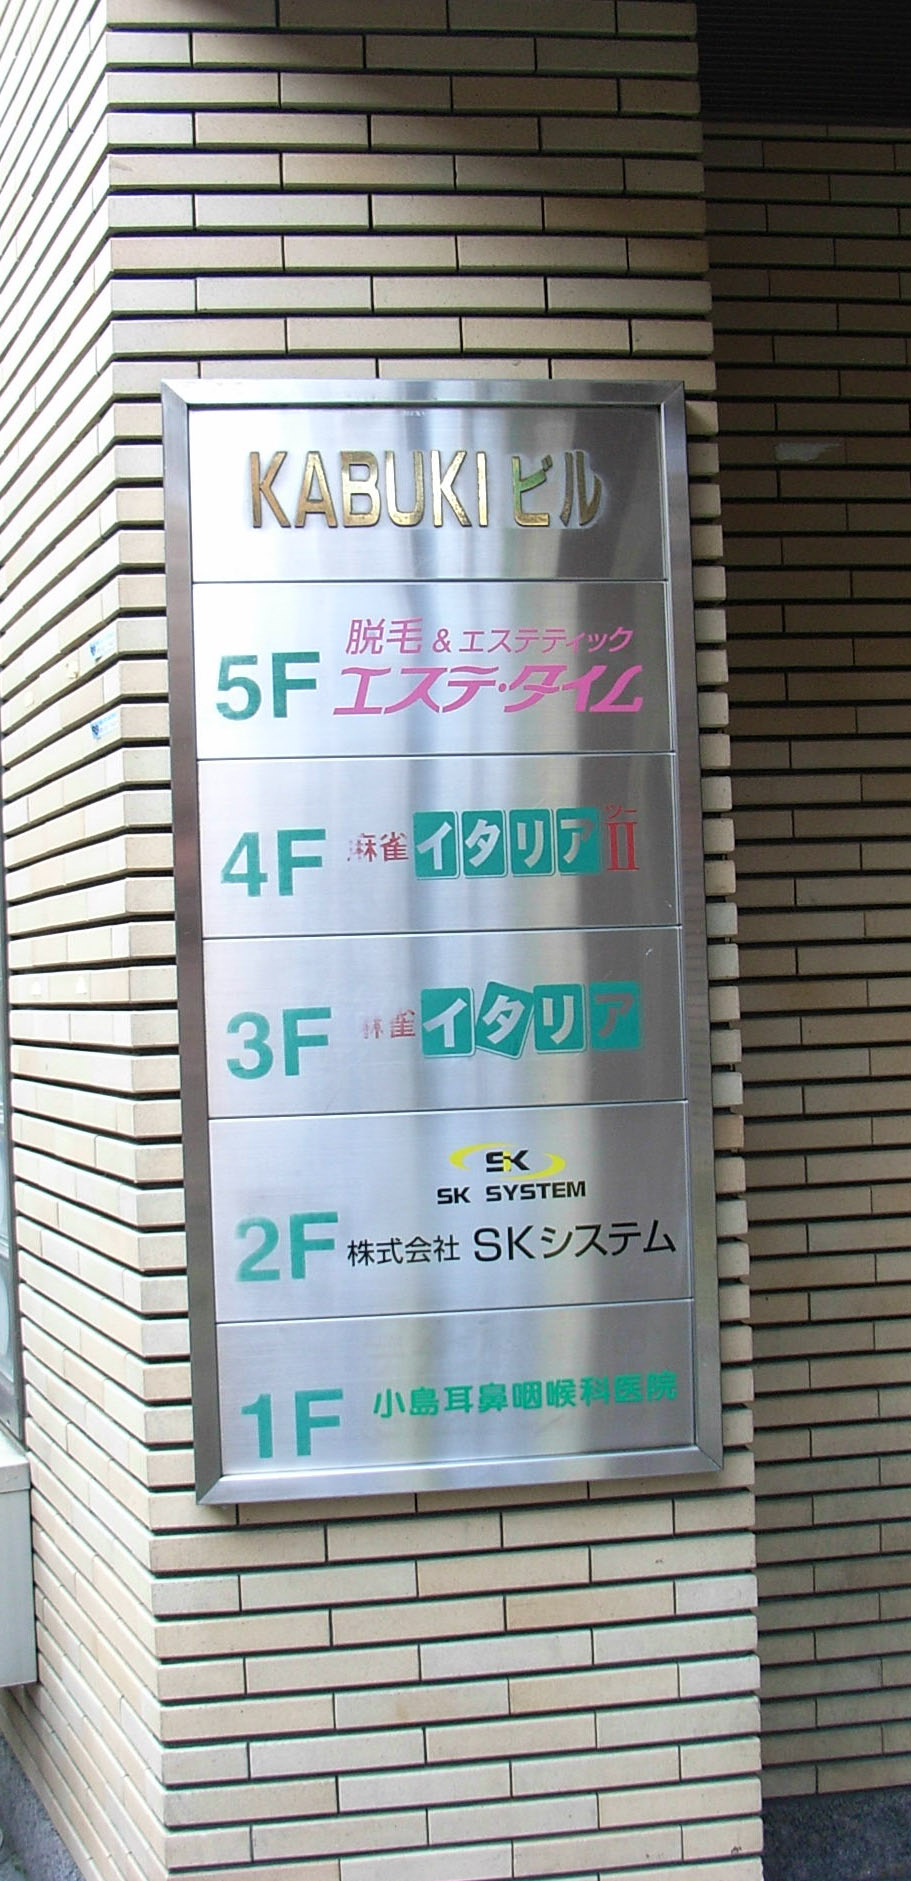 KABUKIビル
脱毛&エステティック
5F エステ・タイム
ツー
4F 麻雀 イタリア II
3F 麻雀 イタリア
SK
SK SYSTEM
2F 株式会社 SKシステム
1F 小島耳鼻咽喉科医院